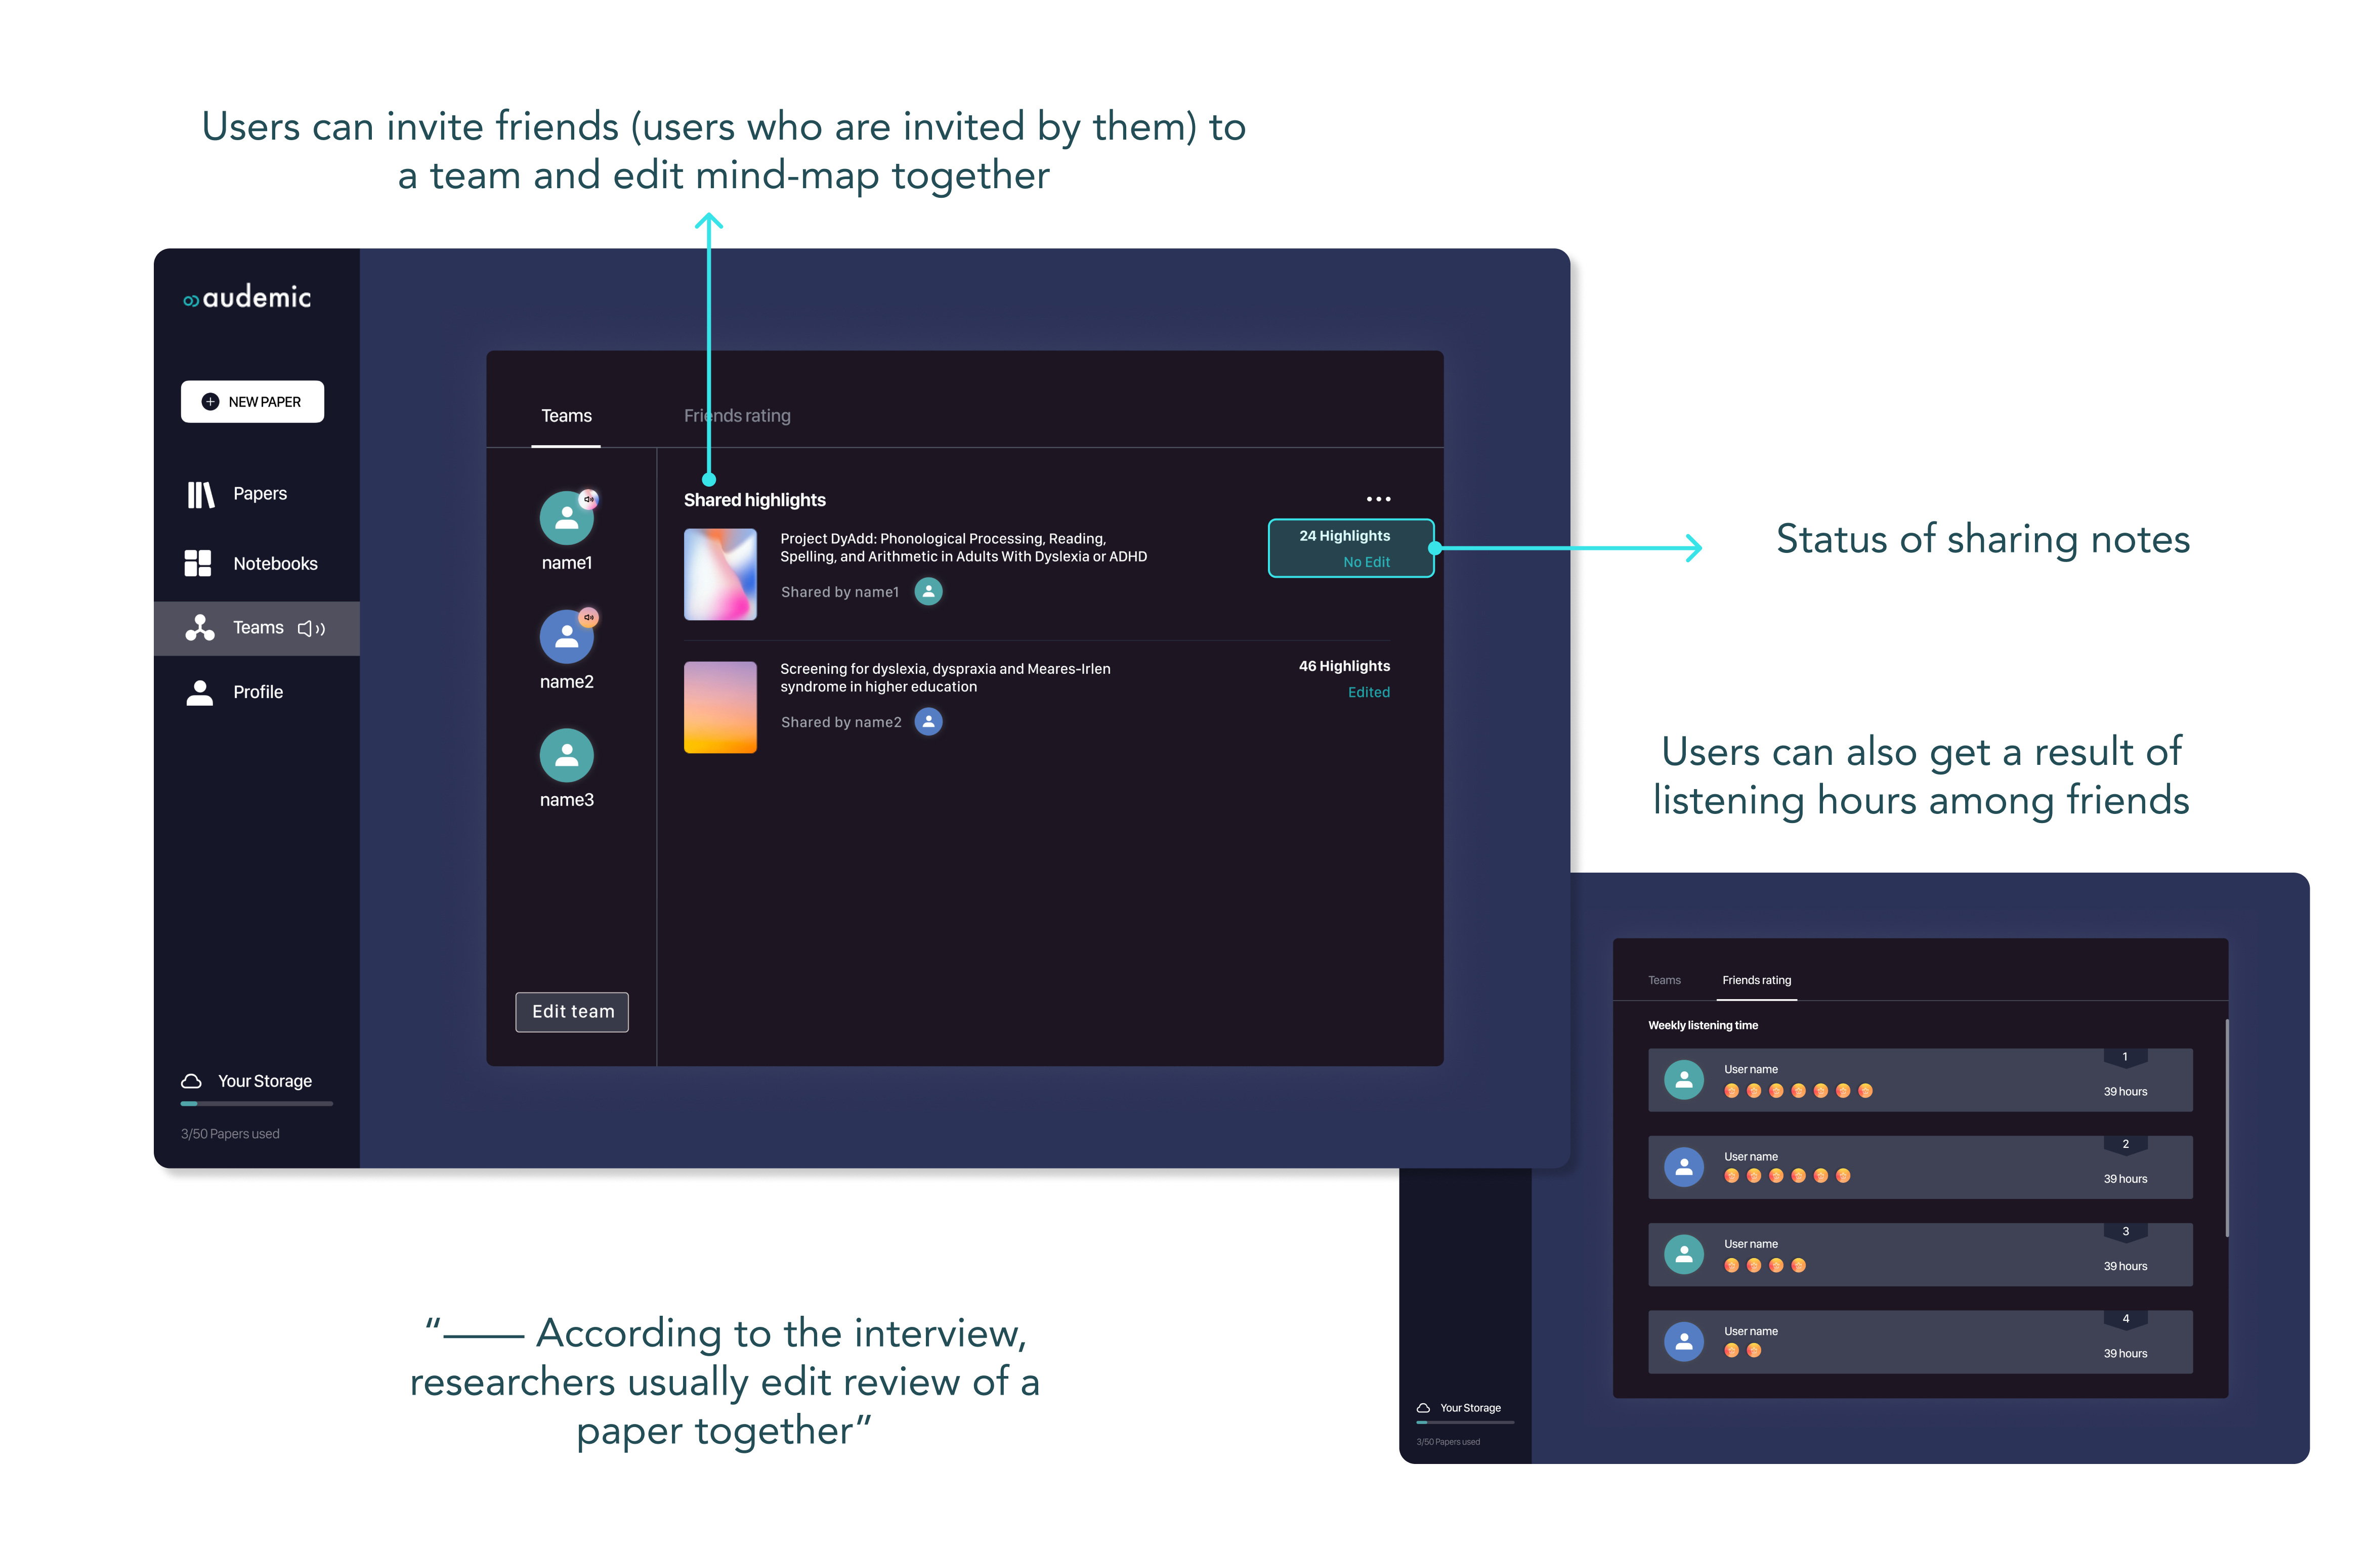 Users can invite friends (users who are invited by them) to
a team and edit mind-map together
audemic
NEW PAPER
Papers
Notebooks
Teams
Profile
Your Storage
3/50 Papers used
Teams
Friends rating
name1
name2
name3
Edit team
Shared highlights
Project DyAdd: Phonological Processing, Reading,
Spelling, and Arithmetic in Adults With Dyslexia or ADHD
Shared by name1
24 Highlights
No Edit
Screening for dyslexia, dyspraxia and Meares-Irlen
syndrome in higher education
Shared by name2
46 Highlights
Edited
Status of sharing notes
Users can also get a result of
listening hours among friends
Teams
Friends rating
Weekly listening time
User name
1
39 hours
User name
2
39 hours
User name
3
39 hours
User name
4
39 hours
Your Storage
3/50 Papers used
“—— According to the interview,
researchers usually edit review of a
paper together”